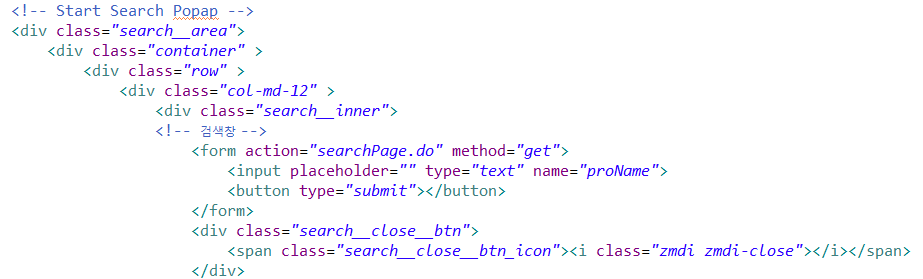 <!-- Start Search Popap -->
<div class="search__area">
<div class="container" >
<div class="row" >
<div class="col-md-12" >
<div class="search__inner">
<!-- 검색창 -->
<form action="searchPage.do" method="get">
<input placeholder="" type="text" name="proName">
<button type="submit"></button>
</form>
<div class="search__close__btn">
<span class="search__close__btn_icon"><i class="zmdi zmdi-close"></i></span>
</div>